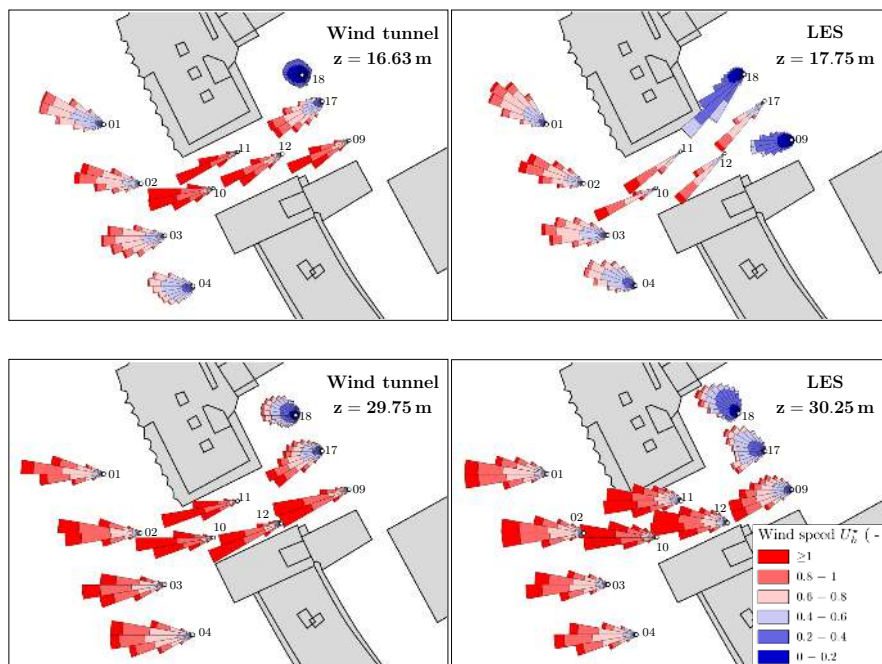 Wind tunnel
z = 16.63 m
18
17
01
11
12
09
02
10
03
04
LES
z = 17.75 m
18
01
17
09
11
12
02
10
03
04
Wind tunnel
z = 29.75 m
18
17
01
09
11
12
02
10
03
04
LES
z = 30.25 m
18
17
01
09
11
12
02
10
03
04
Wind speed U*h ( -
≥1
0.8 − 1
0.6 − 0.8
0.4 − 0.6
0.2 − 0.4
0 − 0.2